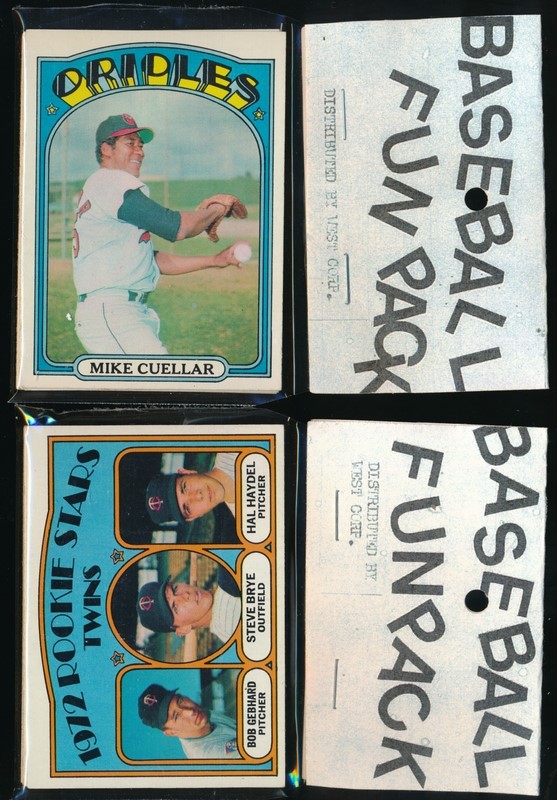 ORIOLES
MIKE CUELLAR
BASEBALL
FUN PACK
DISTRIBUTED BY WEST CORP.
1972 ROOKIE STARS
TWINS
HAL HAYDEL
PITCHER
STEVE BRYE
OUTFIELD
BOB GEBHARD
PITCHER
BASEBALL
FUN PACK
DISTRIBUTED BY
WEST CORP.